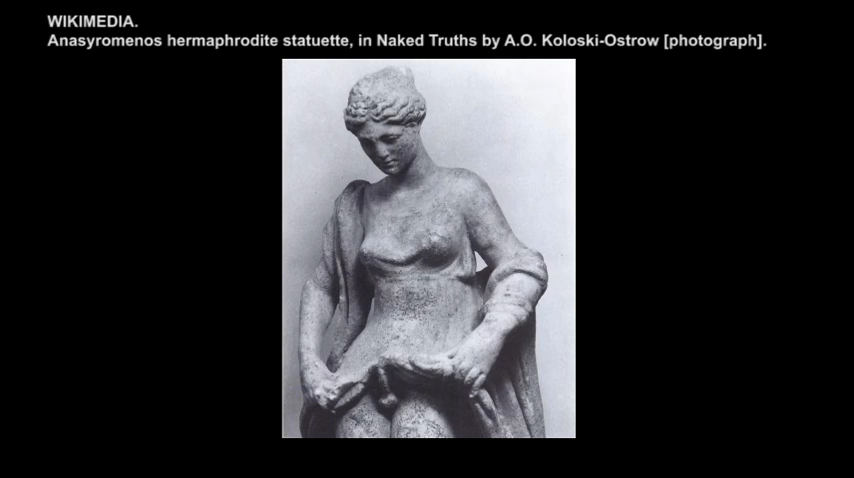 WIKIMEDIA.
Anasyromenos hermaphrodite statuette, in Naked Truths by A.O. Koloski-Ostrow [photograph].